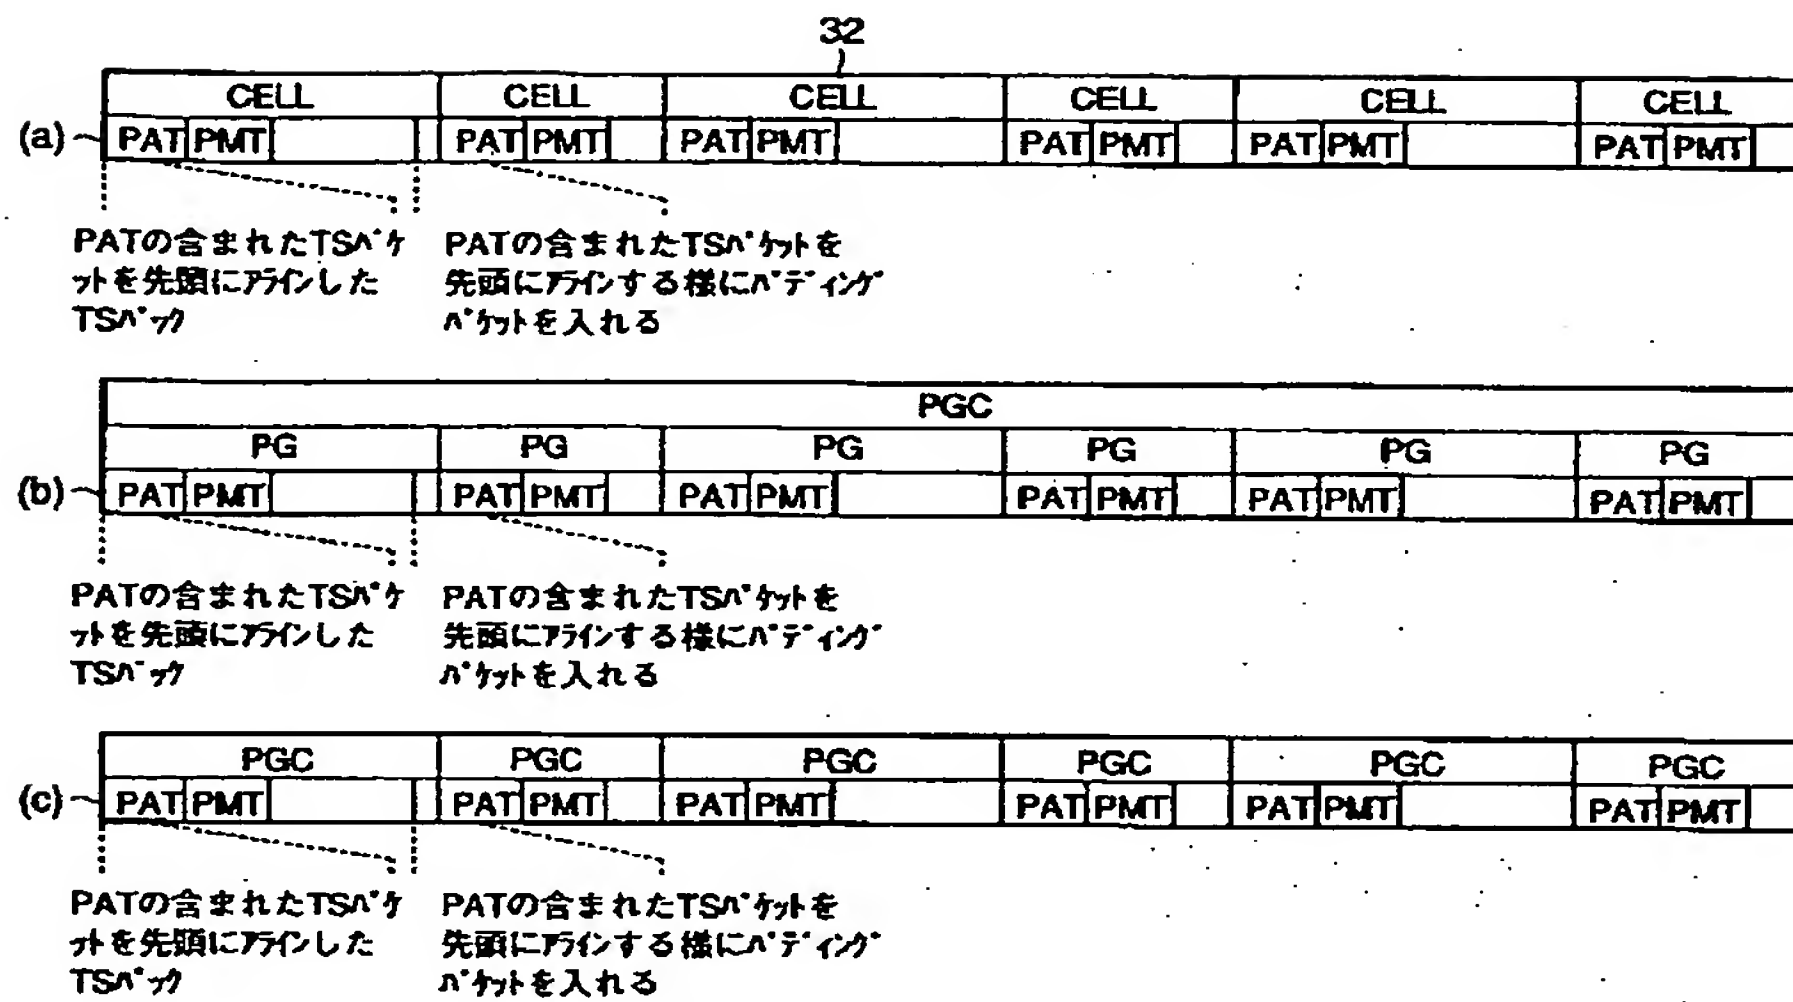 32
CELL CELL CELL CELL CELL CELL
(a) PAT PMT PAT PMT PAT PMT PAT PMT PAT PMT PAT PMT
PATの含まれたTSパケ
ットを先頭にアラインした
TSパック
PATの含まれたTSパケットを
先頭にアラインする様にパディング
パケットを入れる
PGC
PG PG PG PG PG PG
(b) PAT PMT PAT PMT PAT PMT PAT PMT PAT PMT PAT PMT
PATの含まれたTSパケ
ットを先頭にアラインした
TSパック
PATの含まれたTSパケットを
先頭にアラインする様にパディング
パケットを入れる
PGC PGC PGC PGC PGC PGC
(c) PAT PMT PAT PMT PAT PMT PAT PMT PAT PMT PAT PMT
PATの含まれたTSパケ
ットを先頭にアラインした
TSパック
PATの含まれたTSパケットを
先頭にアラインする様にパディング
パケットを入れる